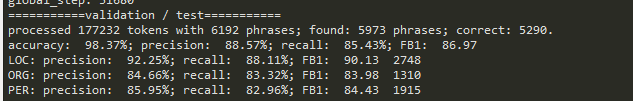 global_step: 51680
============validation / test===========
processed 177232 tokens with 6192 phrases; found: 5973 phrases; correct: 5290.
accuracy: 98.37%; precision: 88.57%; recall: 85.43%; FB1: 86.97
LOC: precision: 92.25%; recall: 88.11%; FB1: 90.13 2748
ORG: precision: 84.66%; recall: 83.32%; FB1: 83.98 1310
PER: precision: 85.95%; recall: 82.96%; FB1: 84.43 1915